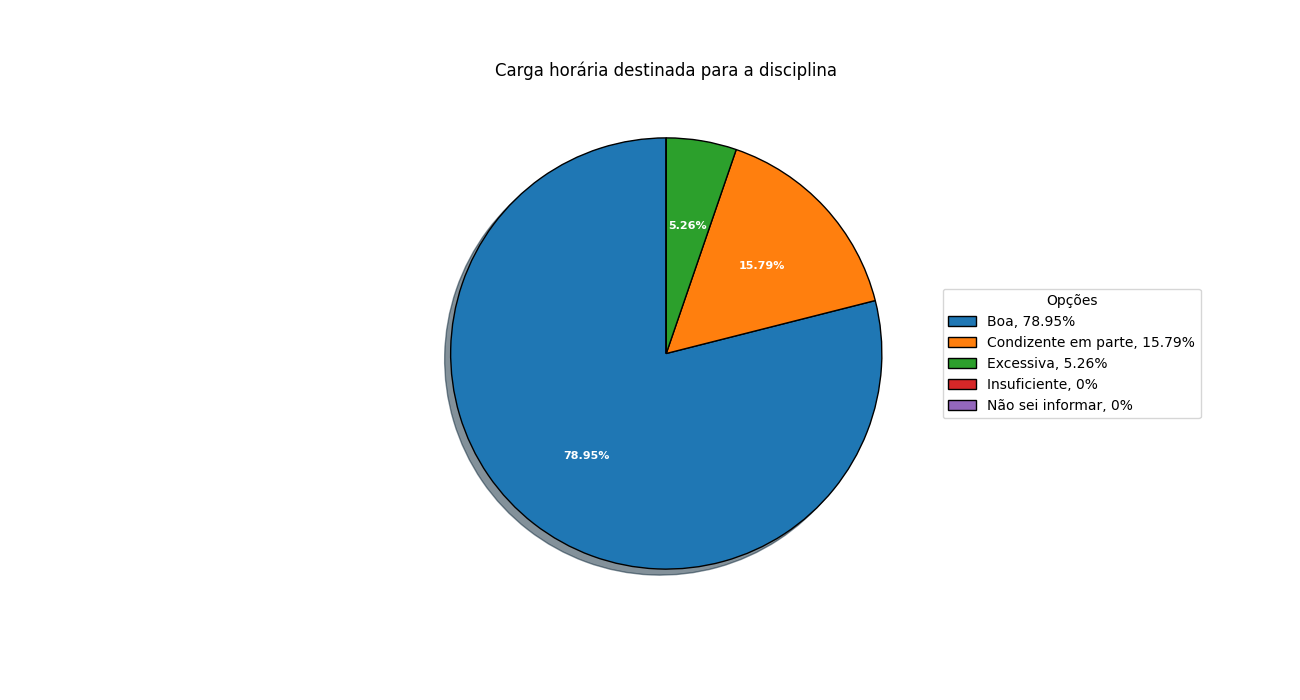 Carga horária destinada para a disciplina
5.26%
15.79%
78.95%
Opções
Boa, 78.95%
Condizente em parte, 15.79%
Excessiva, 5.26%
Insuficiente, 0%
Não sei informar, 0%